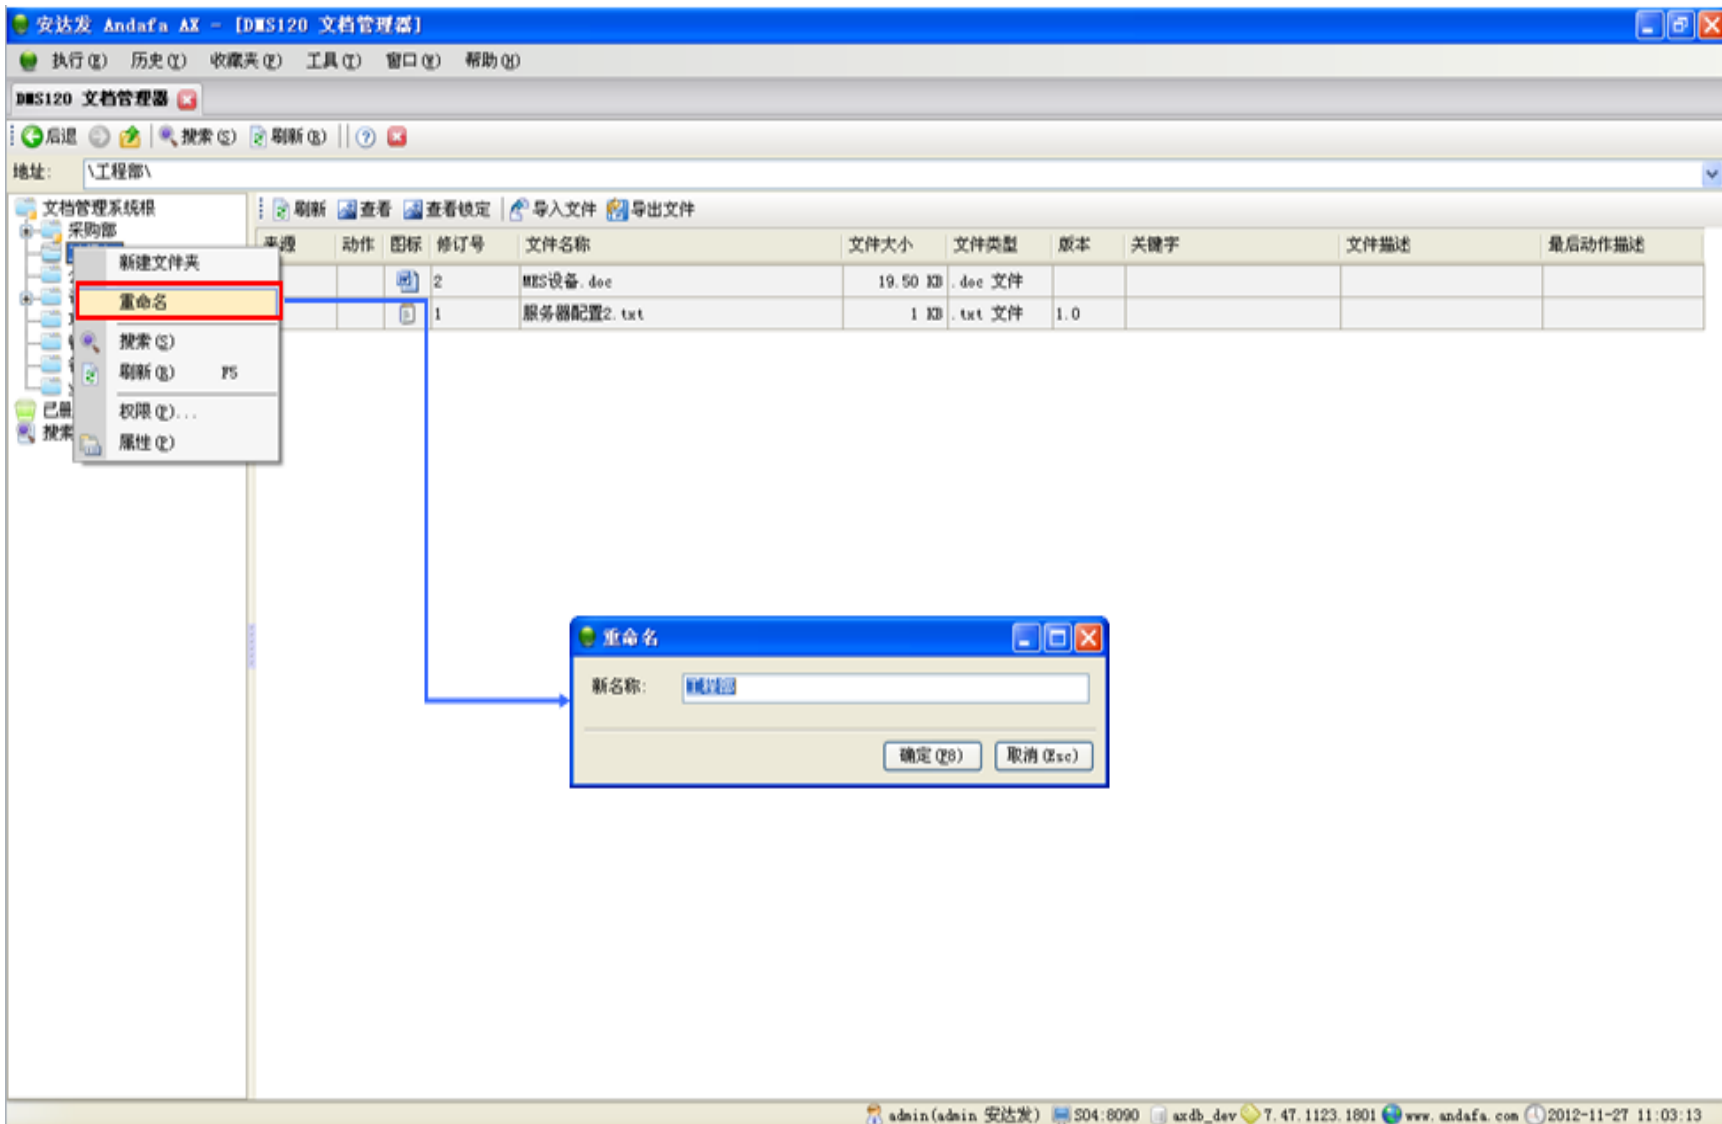 安达发 Andafa AX - [DMS120 文档管理器]
执行(E) 历史(Y) 收藏夹(F) 工具(T) 窗口(W) 帮助(H)
DMS120 文档管理器
后退 搜索(S) 刷新(R)
地址: \工程部\
文档管理系统根
采购部
刷新 查看 查看锁定 导入文件 导出文件
来源 动作 图标 修订号 文件名称 文件大小 文件类型 版本 关键字 文件描述 最后动作描述
2 MES设备.doc 19.50 KB .doc 文件
1 服务器配置2.txt 1 KB .txt 文件 1.0
新建文件夹
重命名
搜索(S)
刷新(R) F5
权限(P)...
属性(P)
搜索
重命名
新名称: 工程部
确定(F8) 取消(Esc)
admin(admin 安达发) S04:8090 axdb_dev 7.47.1123.1801 www.andafa.com 2012-11-27 11:03:13